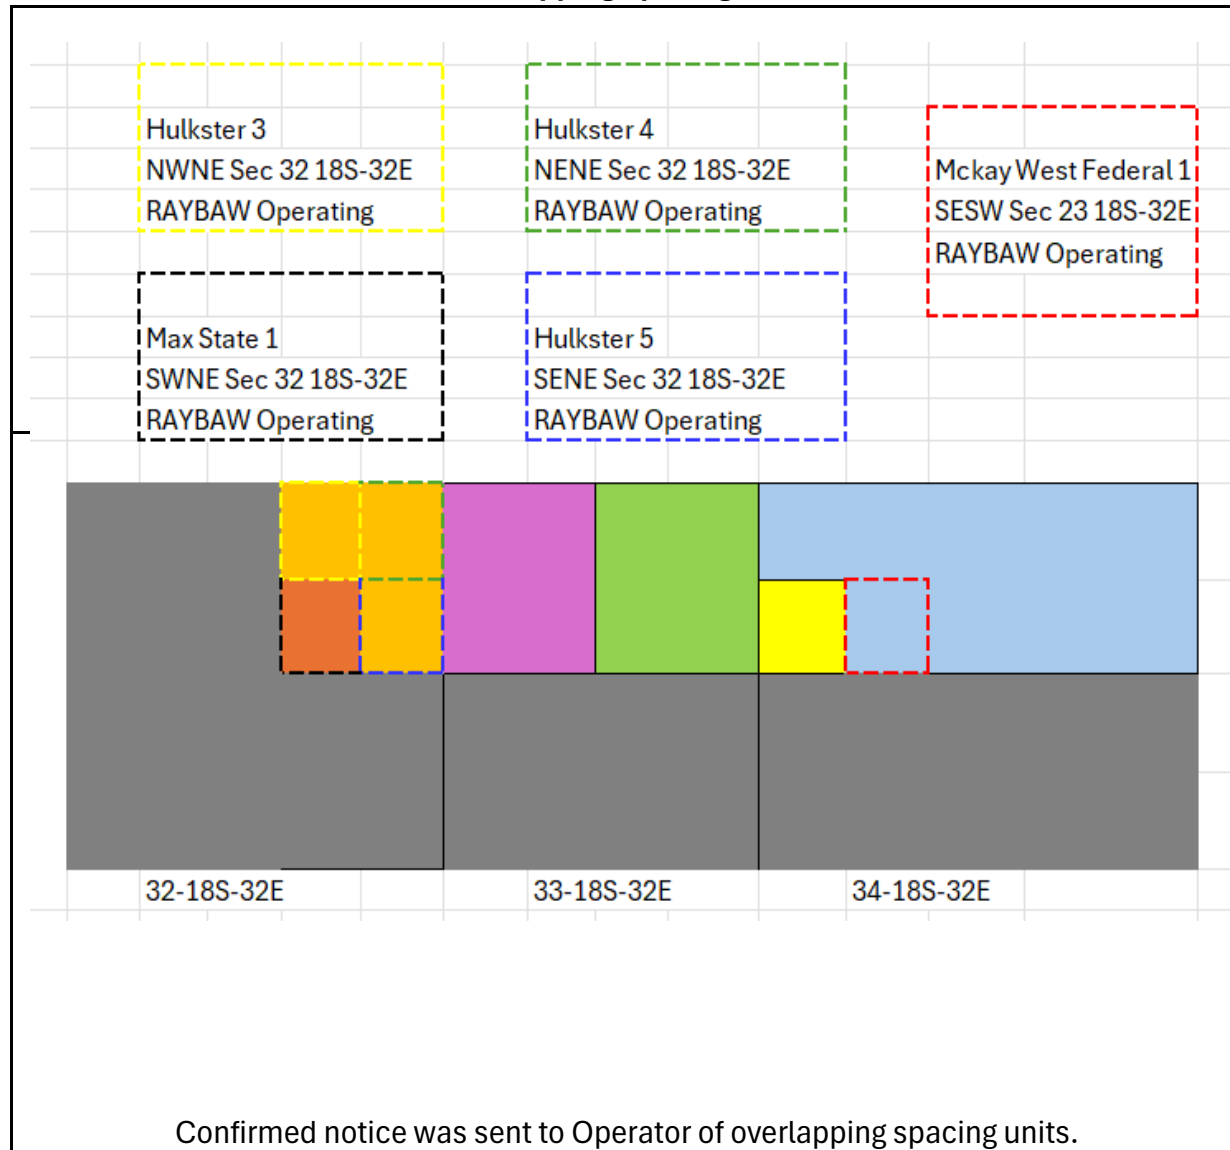 Hulkster 3
NWNE Sec 32 18S-32E
RAYBAW Operating
Hulkster 4
NENE Sec 32 18S-32E
RAYBAW Operating
Mckay West Federal 1
SESW Sec 23 18S-32E
RAYBAW Operating
Max State 1
SWNE Sec 32 18S-32E
RAYBAW Operating
Hulkster 5
SENE Sec 32 18S-32E
RAYBAW Operating
32-18S-32E
33-18S-32E
34-18S-32E
Confirmed notice was sent to Operator of overlapping spacing units.